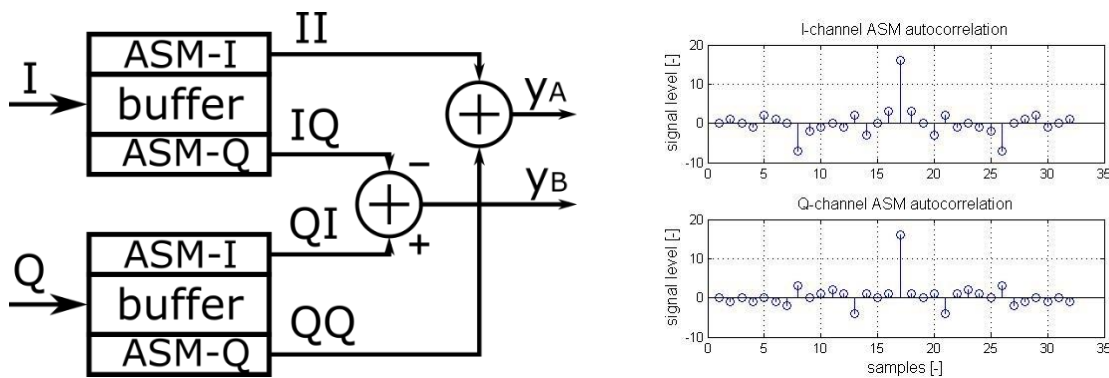 ASM-I
II
I
buffer
IQ
ASM-Q
yA
yB
−
+
ASM-I
QI
Q
buffer
QQ
ASM-Q
I-channel ASM autocorrelation
signal level [-]
20
10
0
-10
0 5 10 15 20 25 30 35
Q-channel ASM autocorrelation
signal level [-]
20
10
0
-10
0 5 10 15 20 25 30 35
samples [-]